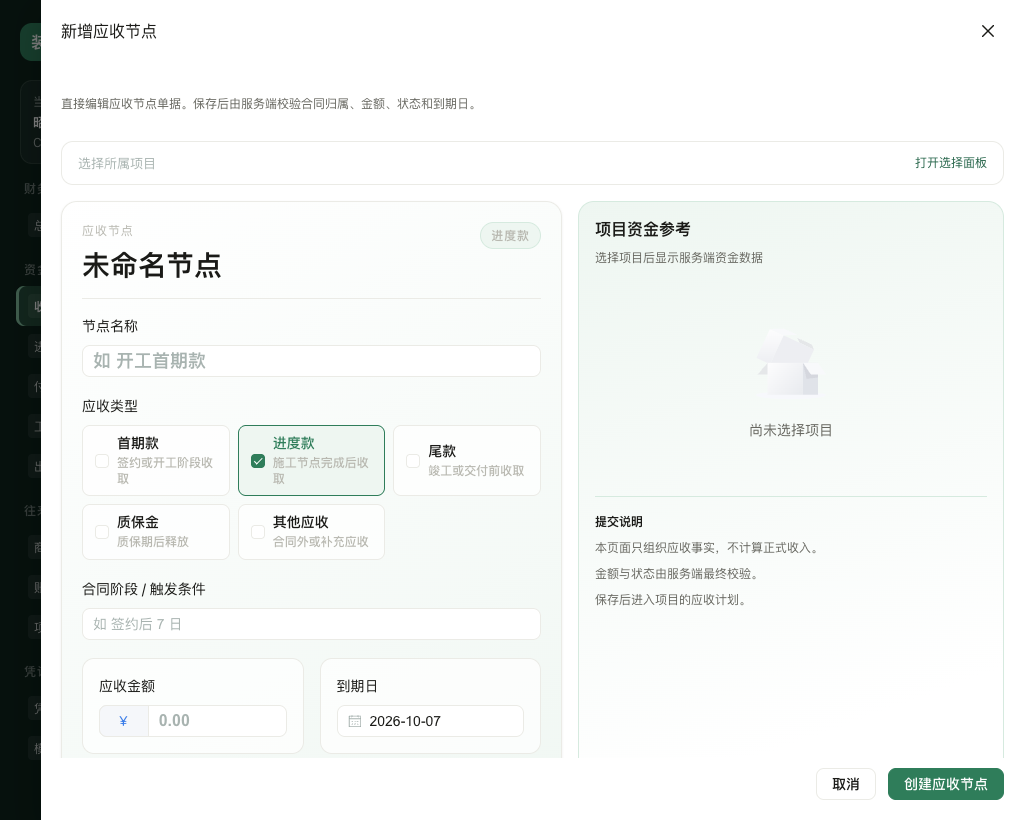 新增应收节点
直接编辑应收节点单据。保存后由服务端校验合同归属、金额、状态和到期日。
选择所属项目
打开选择面板
应收节点
进度款
未命名节点
节点名称
如 开工首期款
应收类型
首期款
签约或开工阶段收
取
进度款
施工节点完成后收
取
尾款
竣工或交付前收取
质保金
质保期后释放
其他应收
合同外或补充应收
合同阶段 / 触发条件
如 签约后 7 日
应收金额
¥
0.00
到期日
2026-10-07
项目资金参考
选择项目后显示服务端资金数据
尚未选择项目
提交说明
本页面只组织应收事实，不计算正式收入。
金额与状态由服务端最终校验。
保存后进入项目的应收计划。
取消
创建应收节点